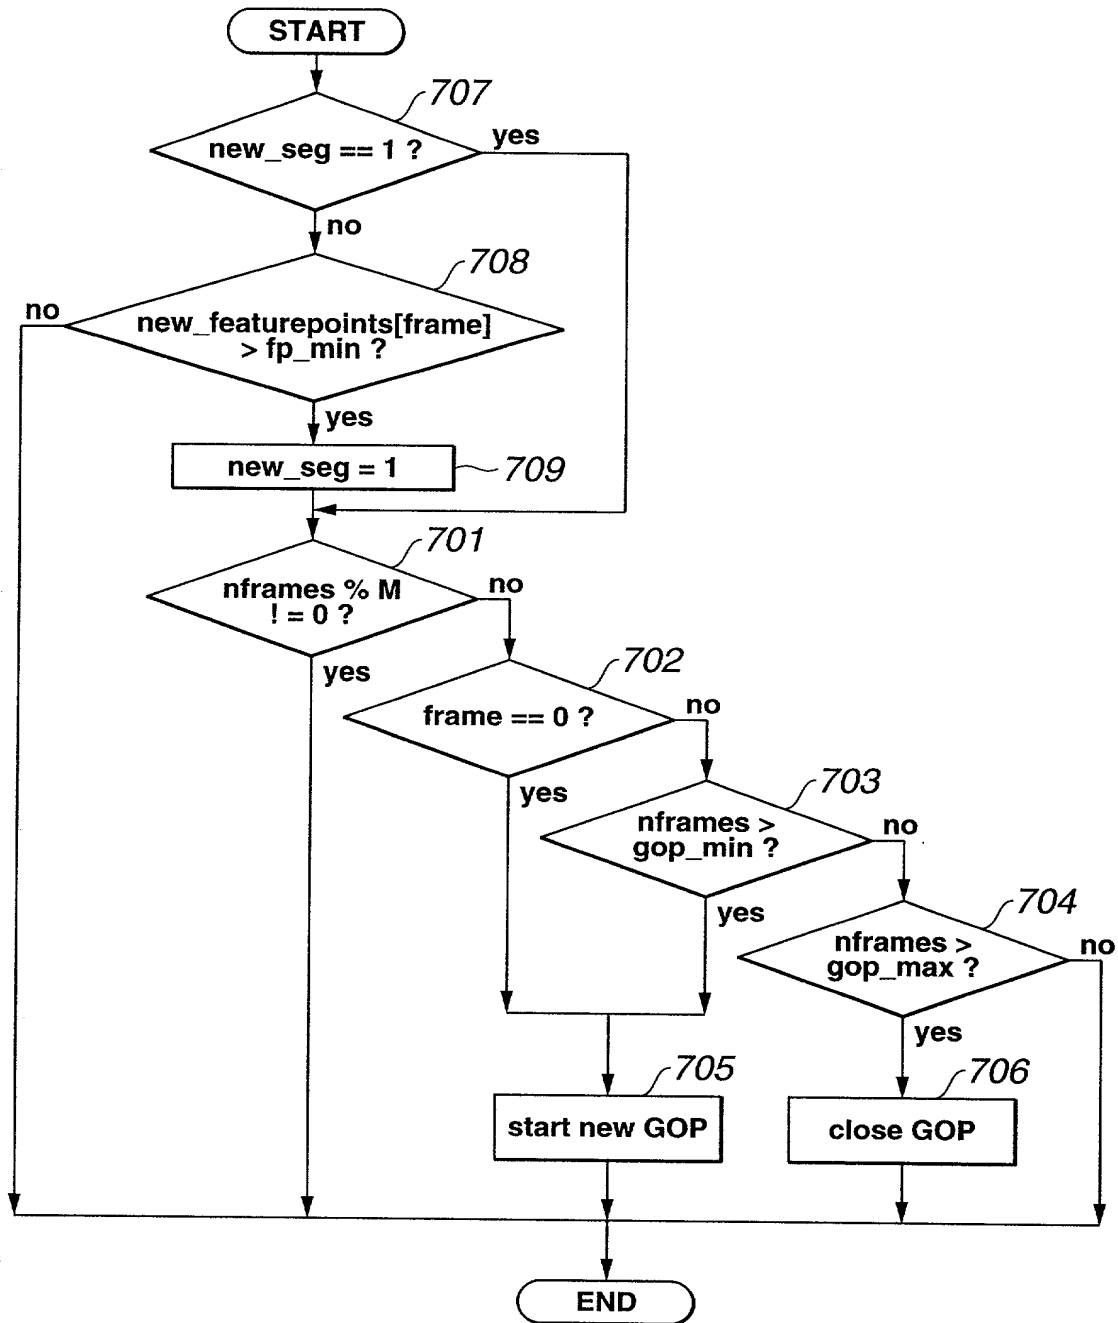 START
707
new_seg == 1 ?
yes
no
708
no
new_featurepoints[frame]
> fp_min ?
yes
new_seg = 1
709
701
nframes % M
! = 0 ?
no
yes
702
frame == 0 ?
no
yes
703
nframes >
gop_min ?
no
yes
704
nframes >
gop_max ?
no
yes
705
start new GOP
706
close GOP
END